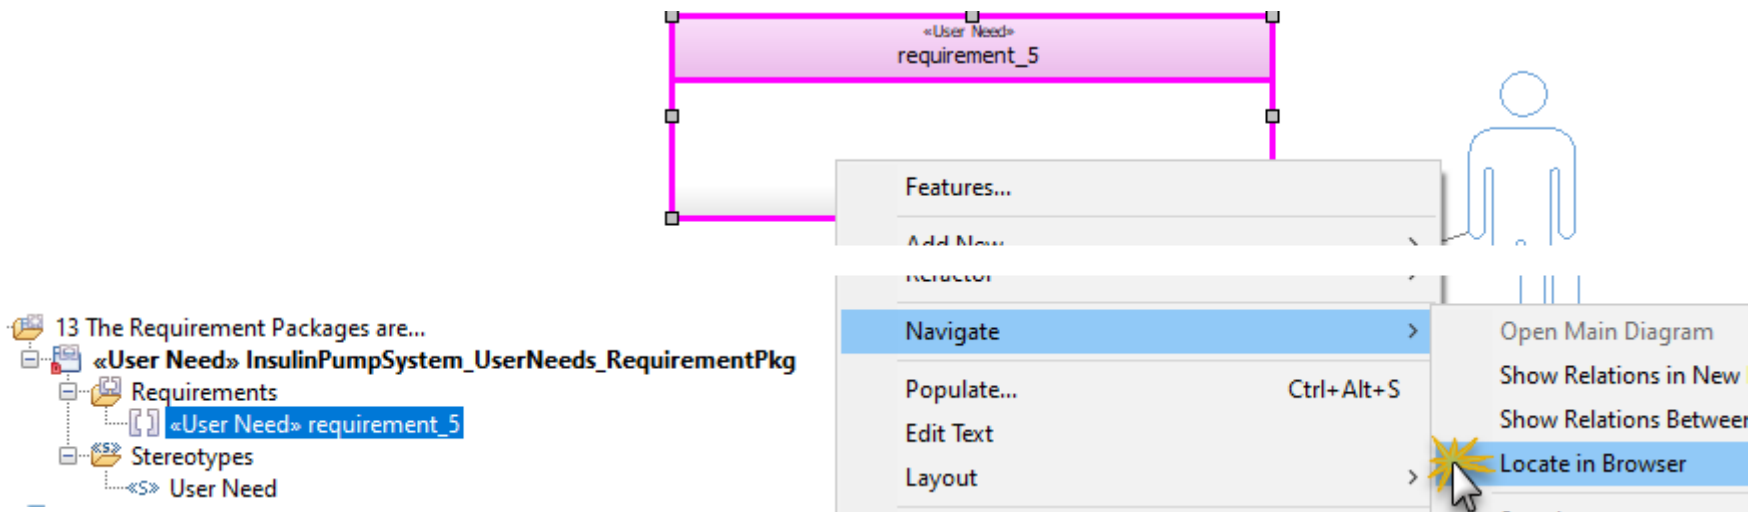 «User Need»
requirement_5
Features...
Add New
Refactor
Navigate
Populate... Ctrl+Alt+S
Edit Text
Layout
Open Main Diagram
Show Relations in New
Show Relations Between
Locate in Browser
13 The Requirement Packages are...
«User Need» InsulinPumpSystem_UserNeeds_RequirementPkg
Requirements
«User Need» requirement_5
«S» Stereotypes
«S» User Need